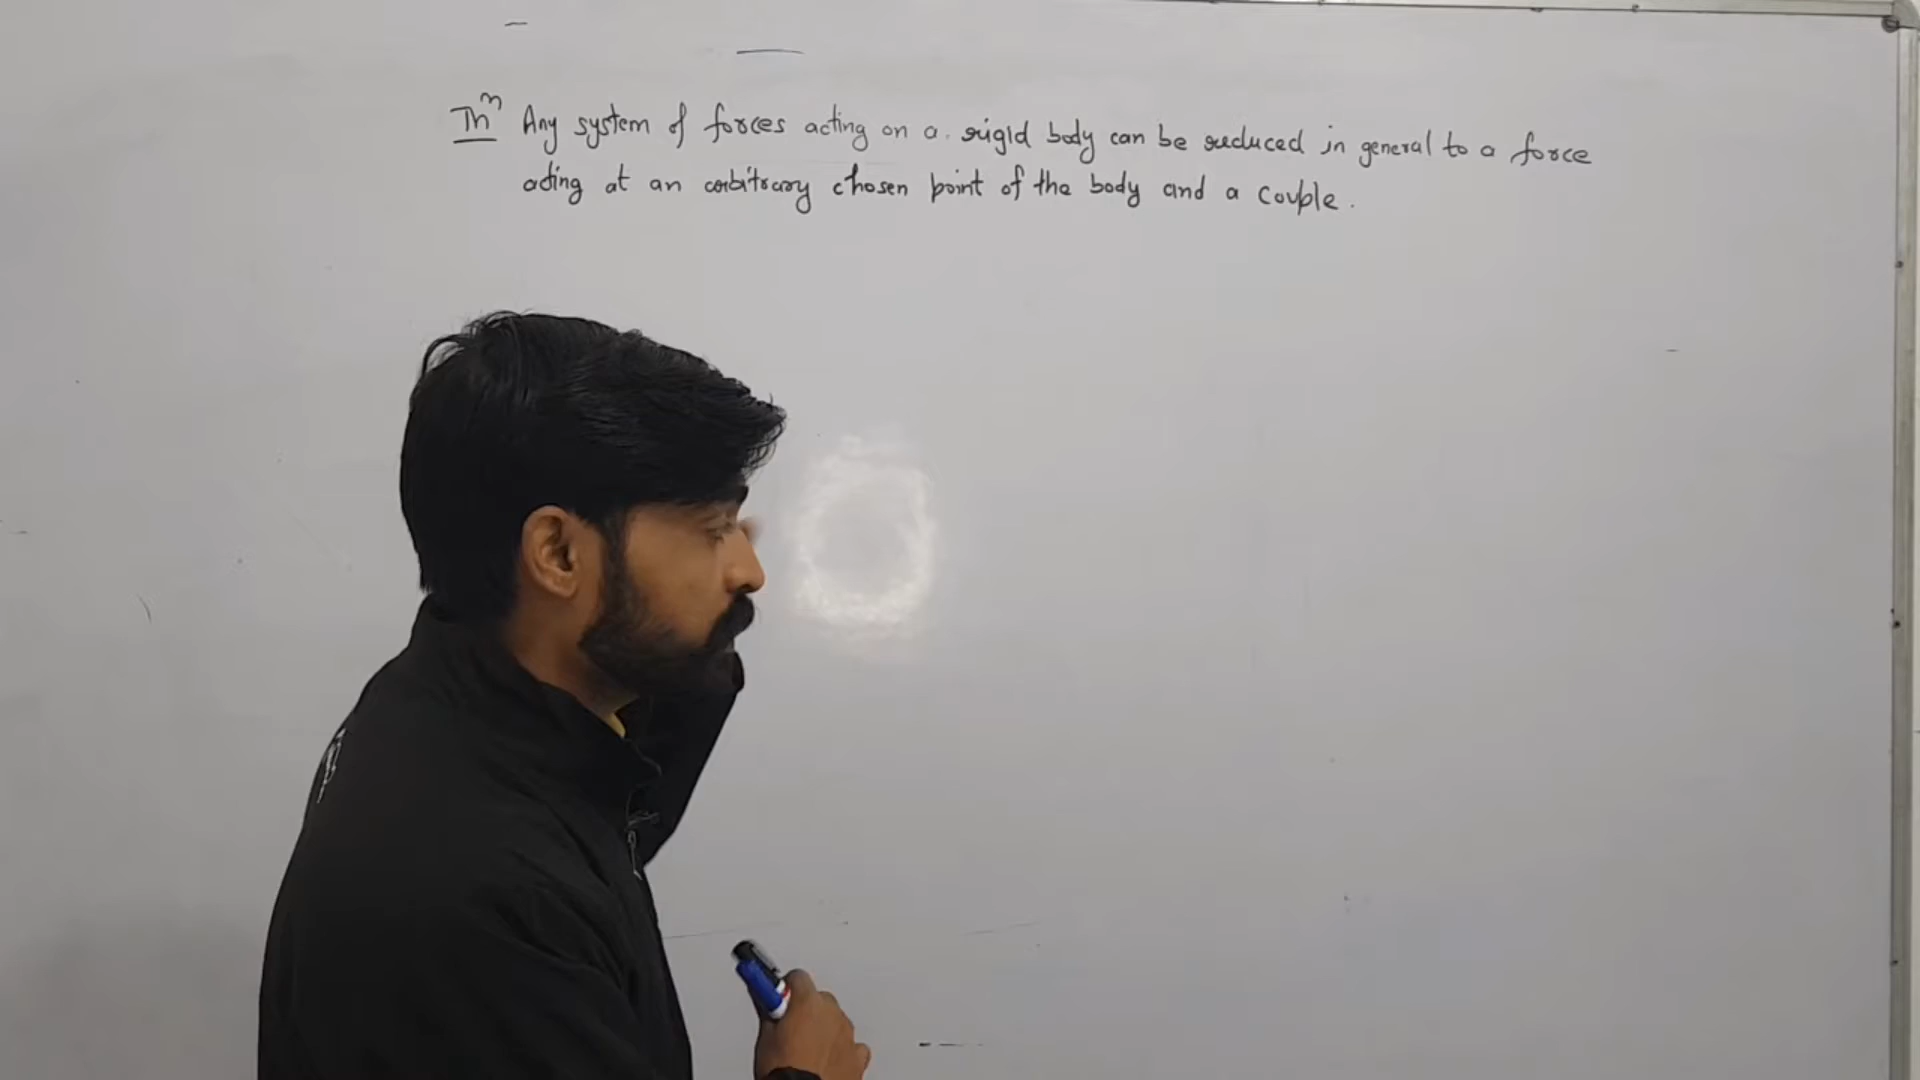 Thm Any system of forces acting on a rigid body can be reduced in general to a force
acting at an arbitrary chosen point of the body and a couple.